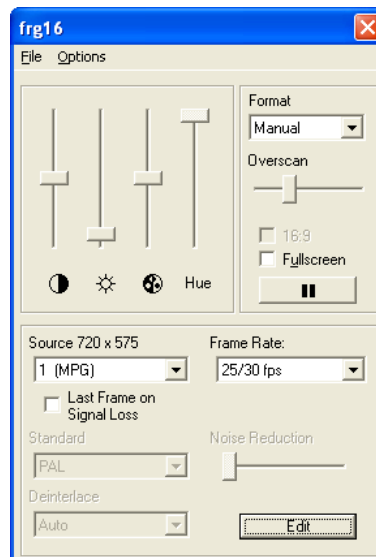 frg16
File Options
Format
Manual
Overscan
16:9
Fullscreen
Hue
Source 720 x 575
Frame Rate:
1 (MPG)
25/30 fps
Last Frame on
Signal Loss
Standard
Noise Reduction
PAL
Deinterlace
Auto
Edit